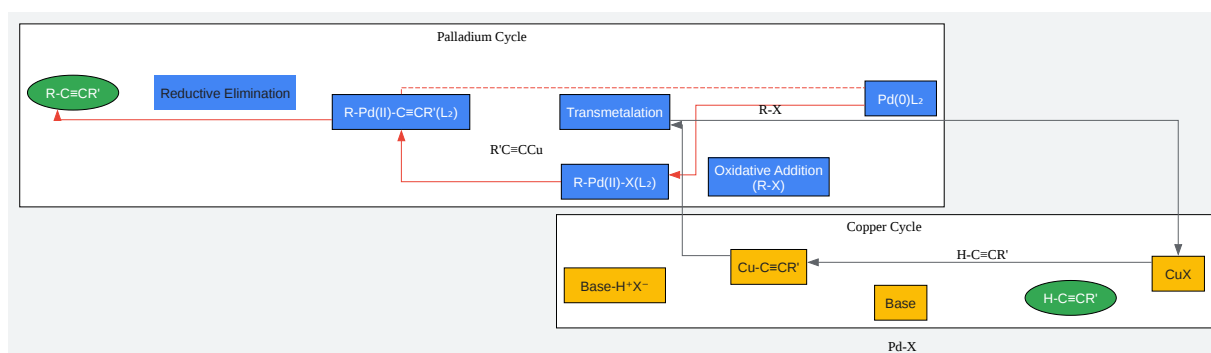 Palladium Cycle
R-C≡CR'
Reductive Elimination
R-Pd(II)-C≡CR'(L₂)
Transmetalation
Pd(0)L₂
R-X
R'C≡CCu
R-Pd(II)-X(L₂)
Oxidative Addition
(R-X)
Copper Cycle
H-C≡CR'
Cu-C≡CR'
CuX
Base-H⁺X⁻
Base
H-C≡CR'
Pd-X